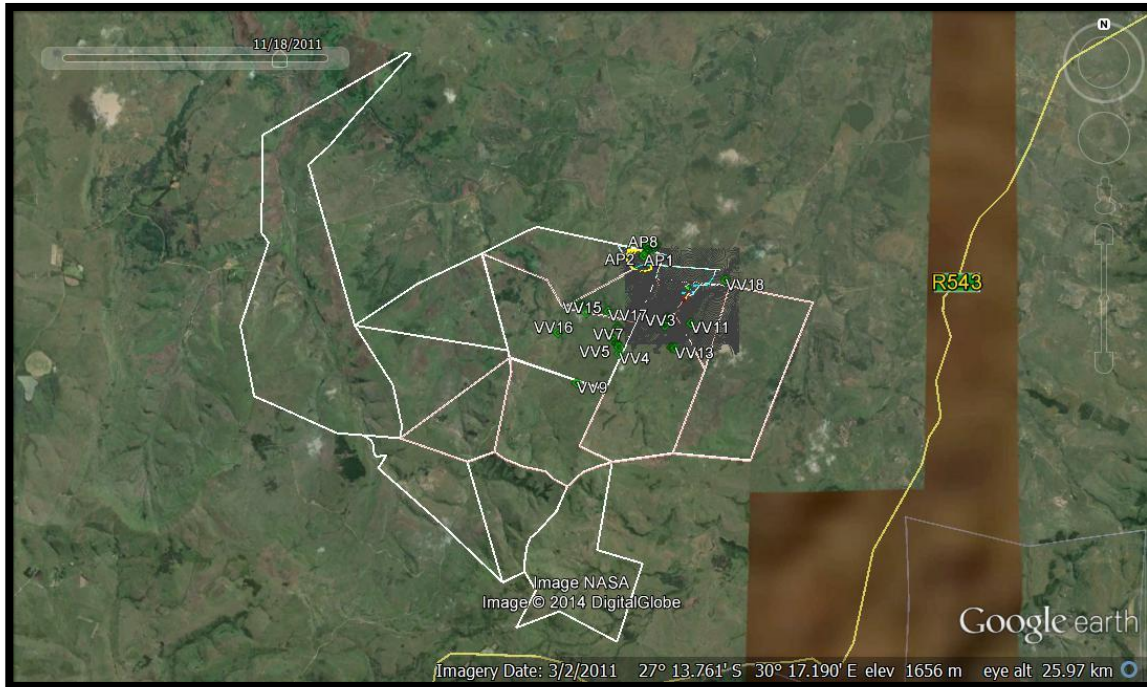 11/18/2011
N
AP8
AP2
AP1
VV18
R543
VV15
VV17
VV16
VV7
VV3
VV11
VV5
VV4
VV13
VV9
Image NASA
Image © 2014 DigitalGlobe
Google earth
Imagery Date: 3/2/2011 27° 13.761' S 30° 17.190' E elev 1656 m eye alt 25.97 km